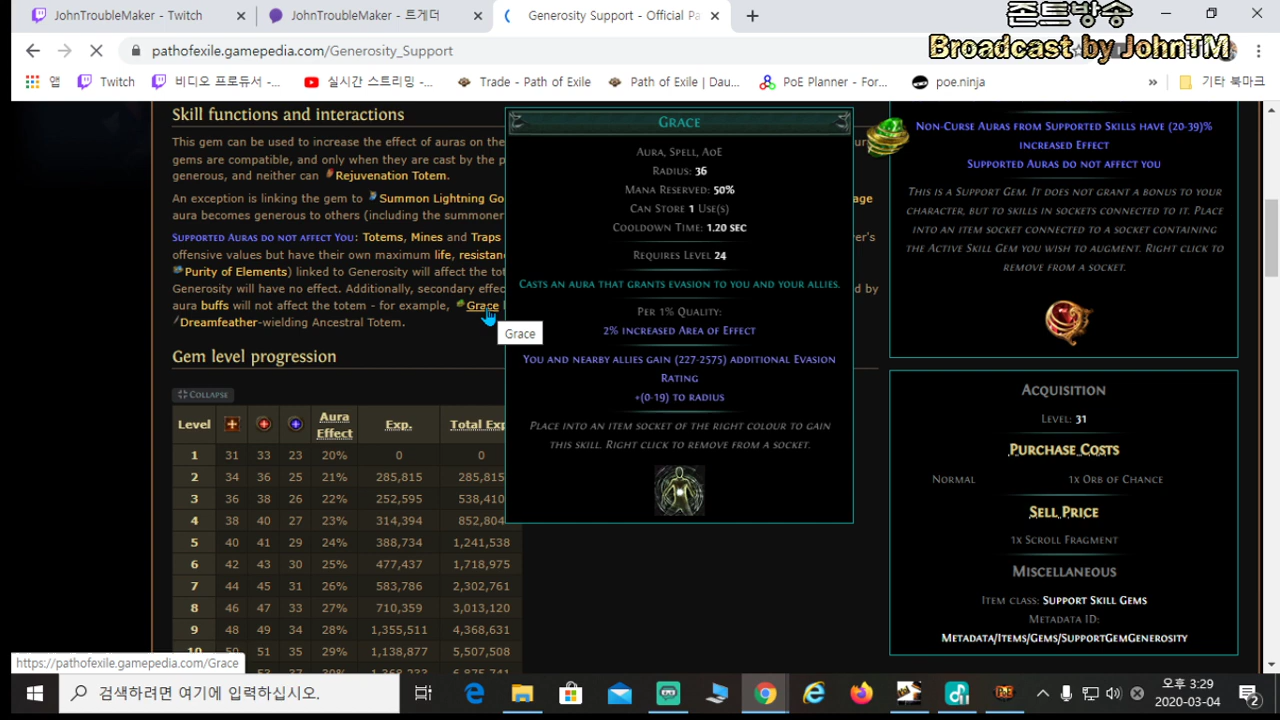 JohnTroubleMaker - Twitch
JohnTroubleMaker - 트게더
Generosity Support - Official Pa
존트방송
Broadcast by JohnTM
pathofexile.gamepedia.com/Generosity_Support
앱
Twitch
비디오 프로듀서 -...
실시간 스트리밍 -...
Trade - Path of Exile
Path of Exile | Dau...
PoE Planner - For...
poe.ninja
»
기타 북마크
Skill functions and interactions
This gem can be used to increase the effect of auras on the
gems are compatible, and only when they are cast by the p
generous, and neither can Rejuvenation Totem.
An exception is linking the gem to Summon Lightning Go
age
aura becomes generous to others (including the summoner
Supported Auras do not affect You: Totems, Mines and Traps
er's
offensive values but have their own maximum life, resistanc
Purity of Elements) linked to Generosity will affect the tot
Generosity will have no effect. Additionally, secondary effec
d by
aura buffs will not affect the totem - for example, Grace
Dreamfeather-wielding Ancestral Totem.
Grace
Gem level progression
Collapse
Level Aura Effect Exp. Total Exp
1 31 33 23 20% 0 0
2 34 36 25 21% 285,815 285,815
3 36 38 26 22% 252,595 538,410
4 38 40 27 23% 314,394 852,804
5 40 41 29 24% 388,734 1,241,538
6 42 43 30 25% 477,437 1,718,975
7 44 45 31 26% 583,786 2,302,761
8 46 47 33 27% 710,359 3,013,120
9 48 49 34 28% 1,355,511 4,368,631
10 50 51 35 29% 1,138,877 5,507,508
Grace
Aura, Spell, AoE
Radius: 36
Mana Reserved: 50%
Can Store 1 Use(s)
Cooldown Time: 1.20 sec
Requires Level 24
Casts an aura that grants evasion to you and your allies.
Per 1% Quality:
2% increased Area of Effect
You and nearby allies gain (227-2575) additional Evasion
Rating
+(0-19) to radius
Place into an item socket of the right colour to gain
this skill. Right click to remove from a socket.
Non-Curse Auras from Supported Skills have (20-39)%
increased Effect
Supported Auras do not affect you
This is a Support Gem. It does not grant a bonus to your
character, but to skills in sockets connected to it. Place
into an item socket connected to a socket containing
the Active Skill Gem you wish to augment. Right click to
remove from a socket.
Acquisition
Level: 31
Purchase Costs
Normal 1x Orb of Chance
Sell Price
1x Scroll Fragment
Miscellaneous
Item class: Support Skill Gems
Metadata ID:
Metadata/Items/Gems/SupportGemGenerosity
https://pathofexile.gamepedia.com/Grace
검색하려면 여기에 입력하십시오.
오후 3:29
2020-03-04
2